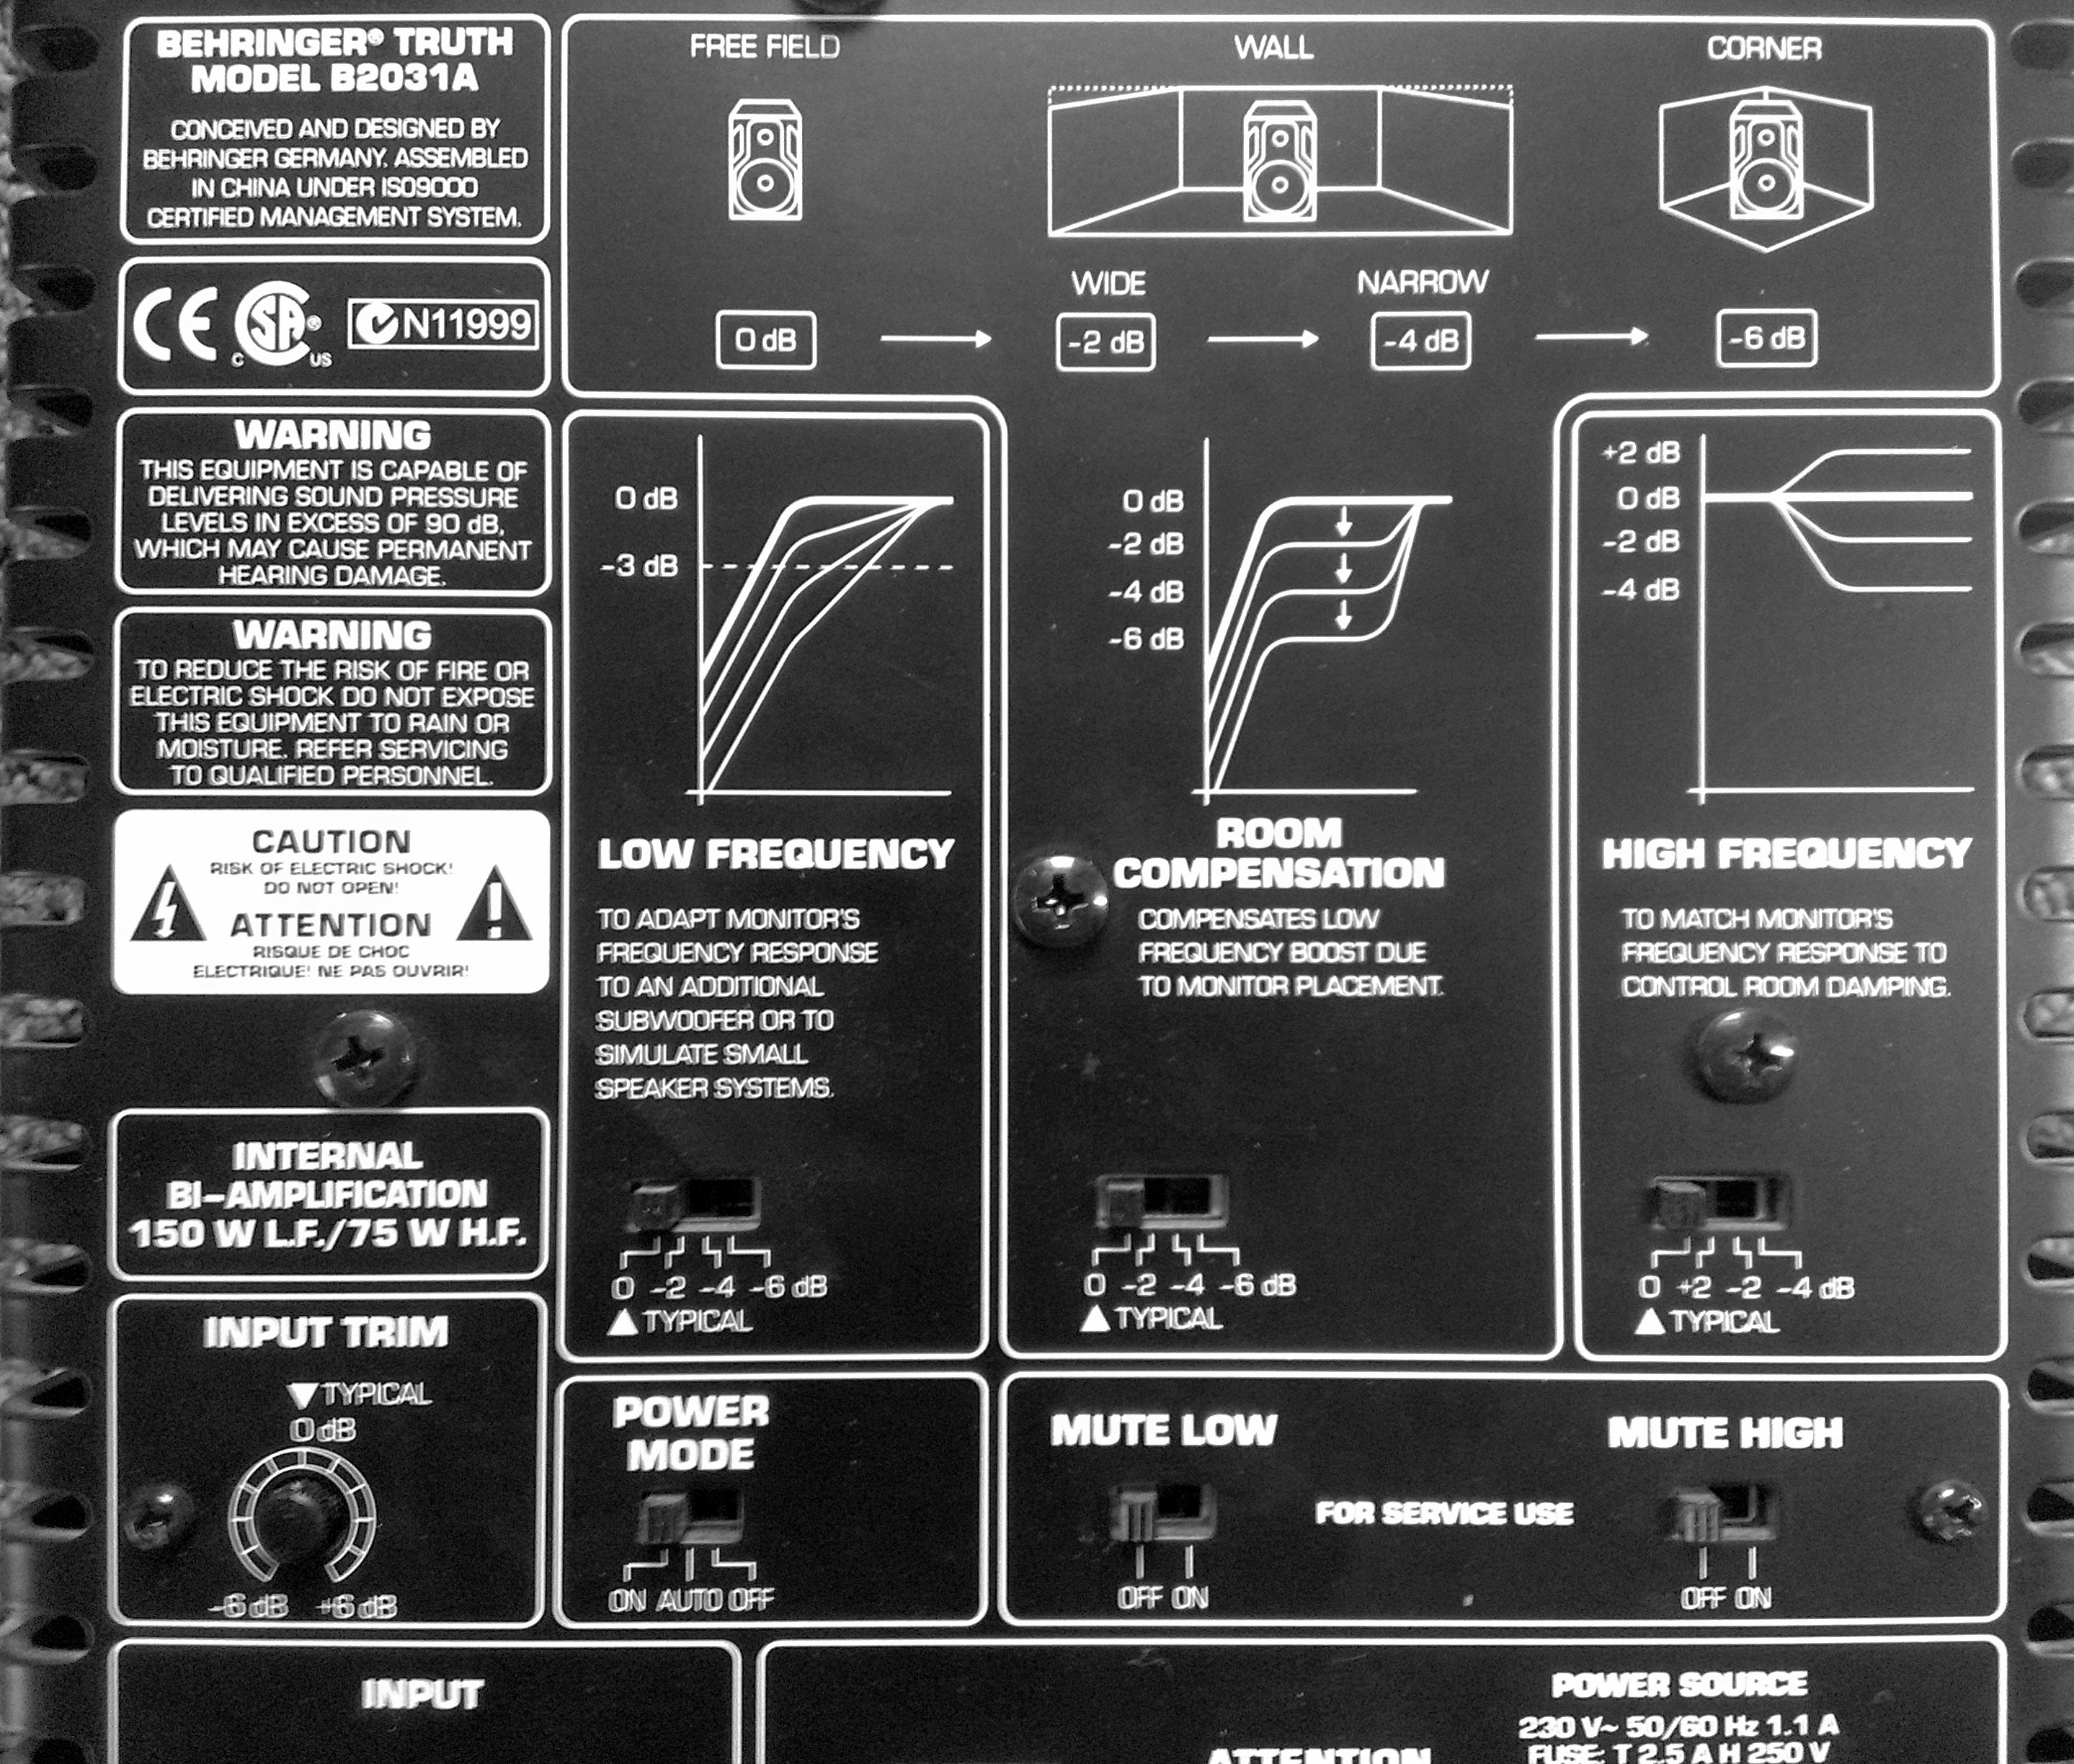 BEHRINGER® TRUTH
MODEL B2031A
CONCEIVED AND DESIGNED BY
BEHRINGER GERMANY. ASSEMBLED
IN CHINA UNDER ISO9000
CERTIFIED MANAGEMENT SYSTEM.
CE C SA® US N11999
WARNING
THIS EQUIPMENT IS CAPABLE OF
DELIVERING SOUND PRESSURE
LEVELS IN EXCESS OF 90 dB,
WHICH MAY CAUSE PERMANENT
HEARING DAMAGE.
WARNING
TO REDUCE THE RISK OF FIRE OR
ELECTRIC SHOCK DO NOT EXPOSE
THIS EQUIPMENT TO RAIN OR
MOISTURE. REFER SERVICING
TO QUALIFIED PERSONNEL.
CAUTION
RISK OF ELECTRIC SHOCK!
DO NOT OPEN!
ATTENTION
RISQUE DE CHOC
ELECTRIQUE! NE PAS OUVRIR!
INTERNAL
BI-AMPLIFICATION
150 W L.F./75 W H.F.
INPUT TRIM
TYPICAL
0 dB
-6 dB +6 dB
FREE FIELD WALL CORNER
WIDE NARROW
0 dB -2 dB -4 dB -6 dB
0 dB
-3 dB
LOW FREQUENCY
TO ADAPT MONITOR'S
FREQUENCY RESPONSE
TO AN ADDITIONAL
SUBWOOFER OR TO
SIMULATE SMALL
SPEAKER SYSTEMS.
0 -2 -4 -6 dB
TYPICAL
0 dB
-2 dB
-4 dB
-6 dB
ROOM
COMPENSATION
COMPENSATES LOW
FREQUENCY BOOST DUE
TO MONITOR PLACEMENT.
0 -2 -4 -6 dB
TYPICAL
+2 dB
0 dB
-2 dB
-4 dB
HIGH FREQUENCY
TO MATCH MONITOR'S
FREQUENCY RESPONSE TO
CONTROL ROOM DAMPING.
0 +2 -2 -4 dB
TYPICAL
POWER
MODE
ON AUTO OFF
MUTE LOW
OFF ON
FOR SERVICE USE
MUTE HIGH
OFF ON
INPUT
POWER SOURCE
230 V~ 50/60 Hz 1.1 A
FUSE: T 2.5 A H 250 V
ATTENTION